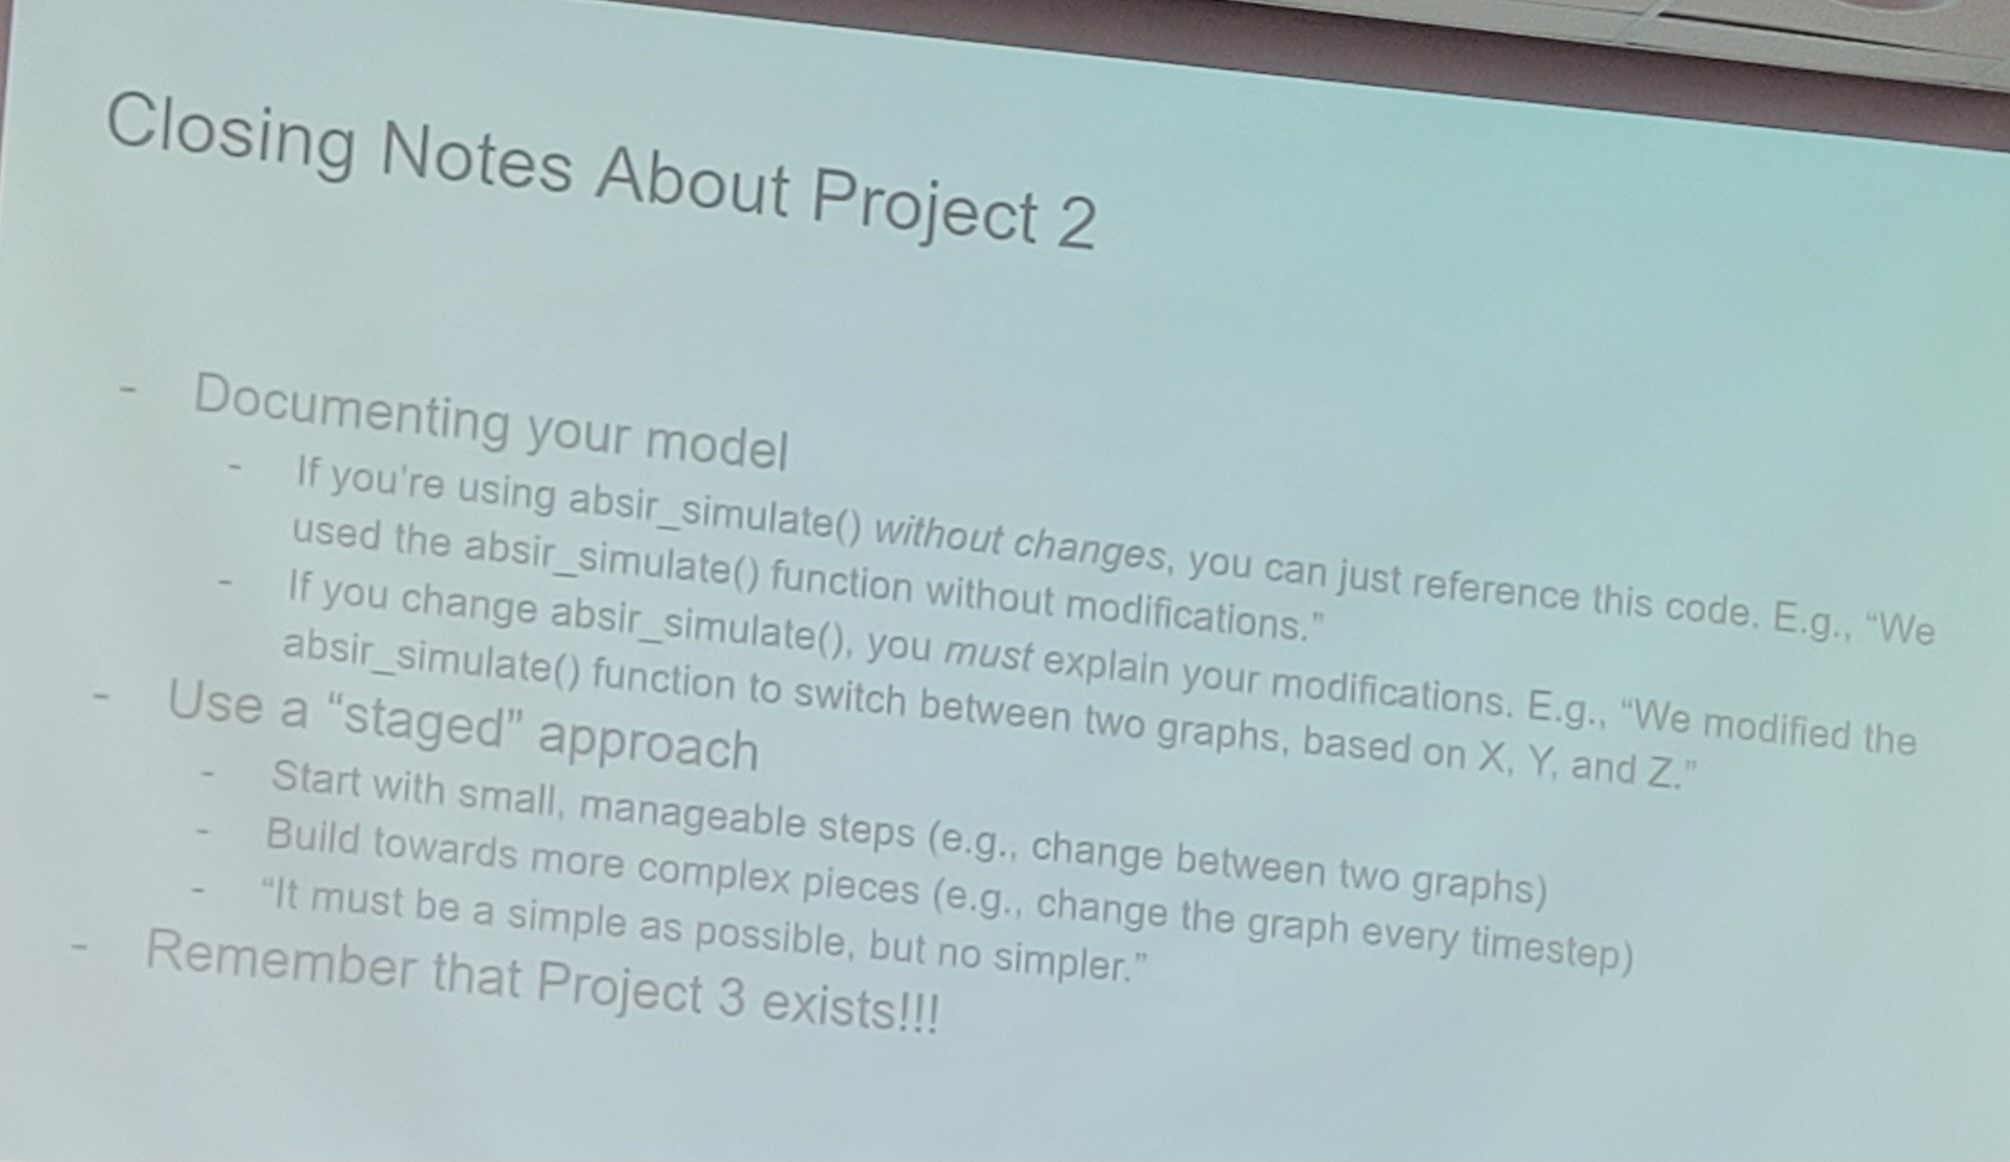 Closing Notes About Project 2
- Documenting your model
- If you're using absir_simulate() without changes, you can just reference this code. E.g., “We
used the absir_simulate() function without modifications.”
- If you change absir_simulate(), you must explain your modifications. E.g., “We modified the
absir_simulate() function to switch between two graphs, based on X, Y, and Z.”
- Use a “staged” approach
- Start with small, manageable steps (e.g., change between two graphs)
- Build towards more complex pieces (e.g., change the graph every timestep)
- “It must be a simple as possible, but no simpler.”
- Remember that Project 3 exists!!!